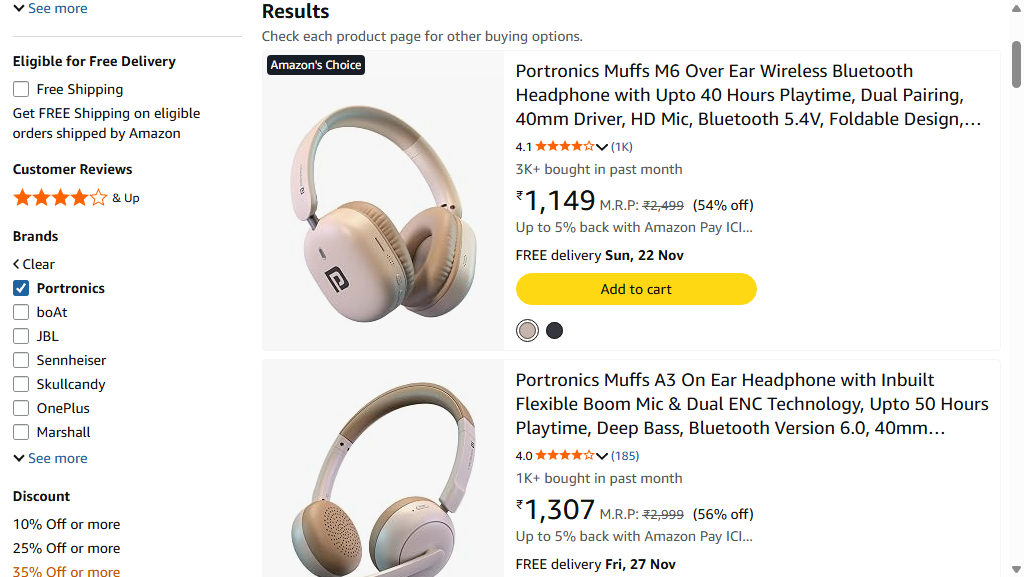 See more
Eligible for Free Delivery
Free Shipping
Get FREE Shipping on eligible
orders shipped by Amazon
Customer Reviews
& Up
Brands
Clear
Portronics
boAt
JBL
Sennheiser
Skullcandy
OnePlus
Marshall
See more
Discount
10% Off or more
25% Off or more
35% Off or more
Results
Check each product page for other buying options.
Amazon's Choice
Portronics Muffs M6 Over Ear Wireless Bluetooth
Headphone with Upto 40 Hours Playtime, Dual Pairing,
40mm Driver, HD Mic, Bluetooth 5.4V, Foldable Design,…
4.1 (1K)
3K+ bought in past month
₹1,149 M.R.P: ₹2,499 (54% off)
Up to 5% back with Amazon Pay ICI…
FREE delivery Sun, 22 Nov
Add to cart
Portronics Muffs A3 On Ear Headphone with Inbuilt
Flexible Boom Mic & Dual ENC Technology, Upto 50 Hours
Playtime, Deep Bass, Bluetooth Version 6.0, 40mm…
4.0 (185)
1K+ bought in past month
₹1,307 M.R.P: ₹2,999 (56% off)
Up to 5% back with Amazon Pay ICI…
FREE delivery Fri, 27 Nov